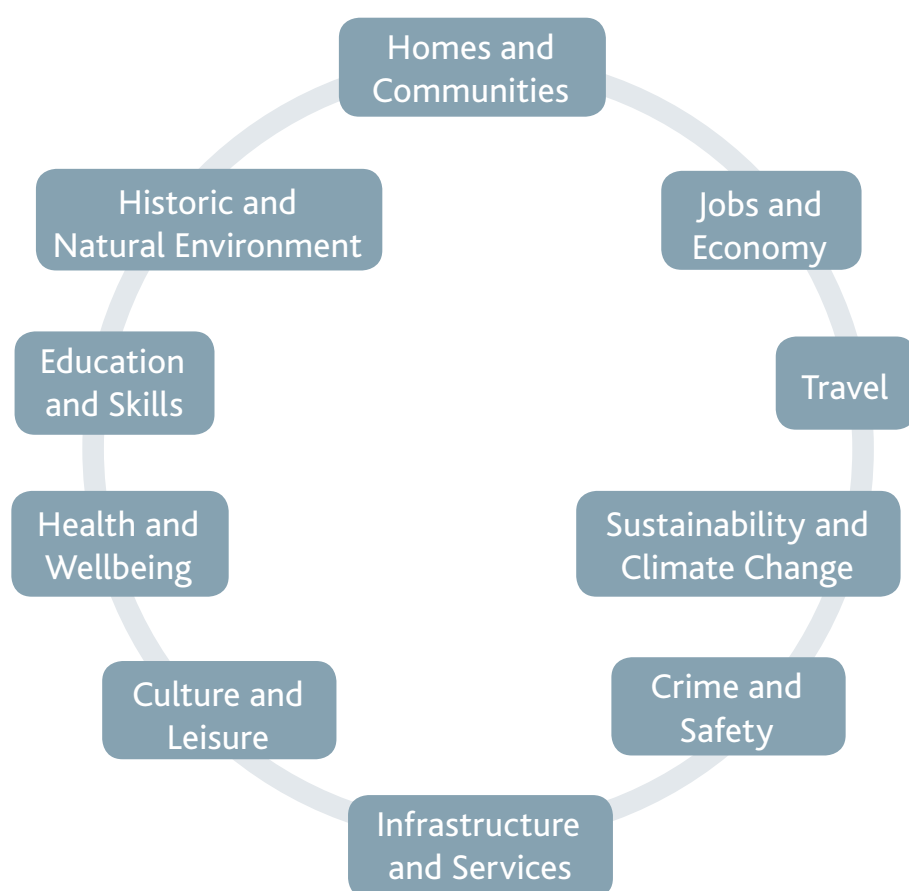 Homes and
Communities
Jobs and
Economy
Travel
Sustainability and
Climate Change
Crime and
Safety
Infrastructure
and Services
Culture and
Leisure
Health and
Wellbeing
Education
and Skills
Historic and
Natural Environment